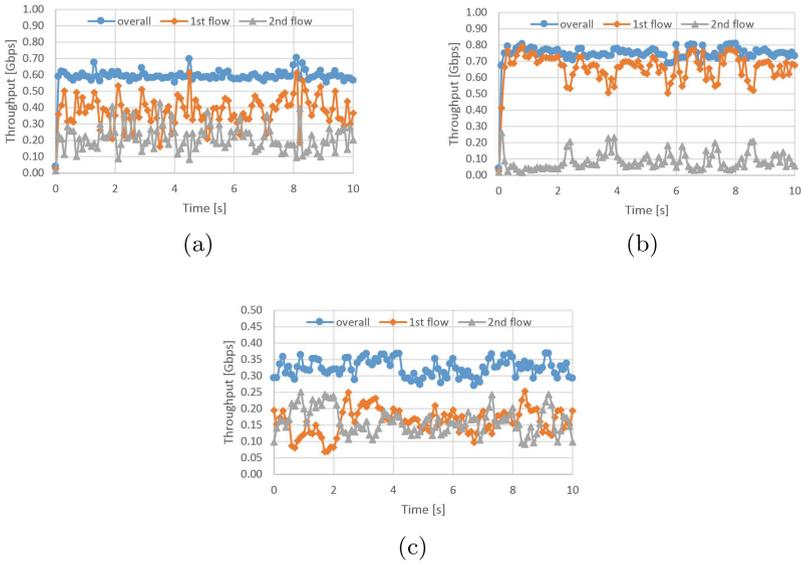 1.00
0.90
0.80
0.70
0.60
0.50
0.40
0.30
0.20
0.10
0.00
Throughput [Gbps]
overall 1st flow 2nd flow
0 2 4 6 8 10
Time [s]
(a)
1.00
0.90
0.80
0.70
0.60
0.50
0.40
0.30
0.20
0.10
0.00
Throughput [Gbps]
overall 1st flow 2nd flow
0 2 4 6 8 10
Time [s]
(b)
0.50
0.45
0.40
0.35
0.30
0.25
0.20
0.15
0.10
0.05
0.00
Throughput [Gbps]
overall 1st flow 2nd flow
0 2 4 6 8 10
Time [s]
(c)